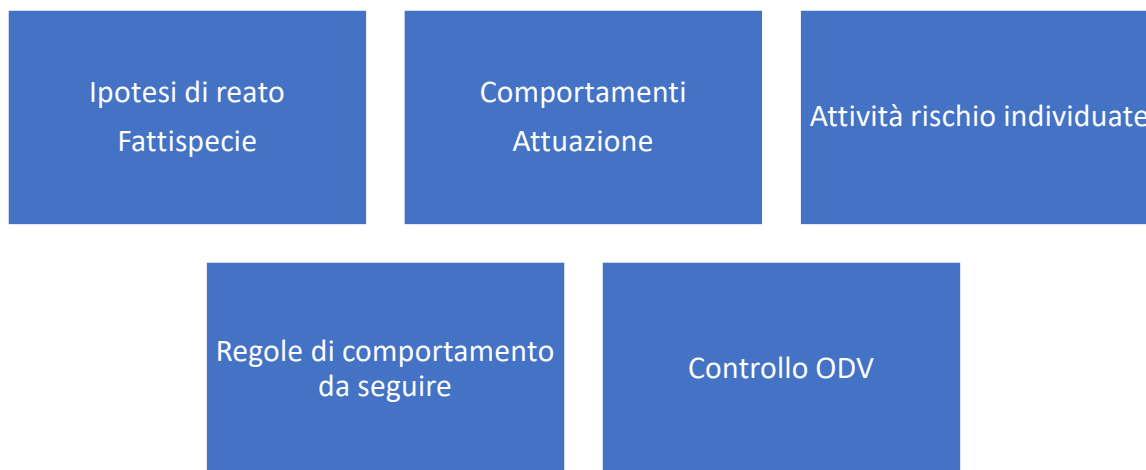 Ipotesi di reato
Fattispecie
Comportamenti
Attuazione
Attività rischio individuate
Regole di comportamento
da seguire
Controllo ODV